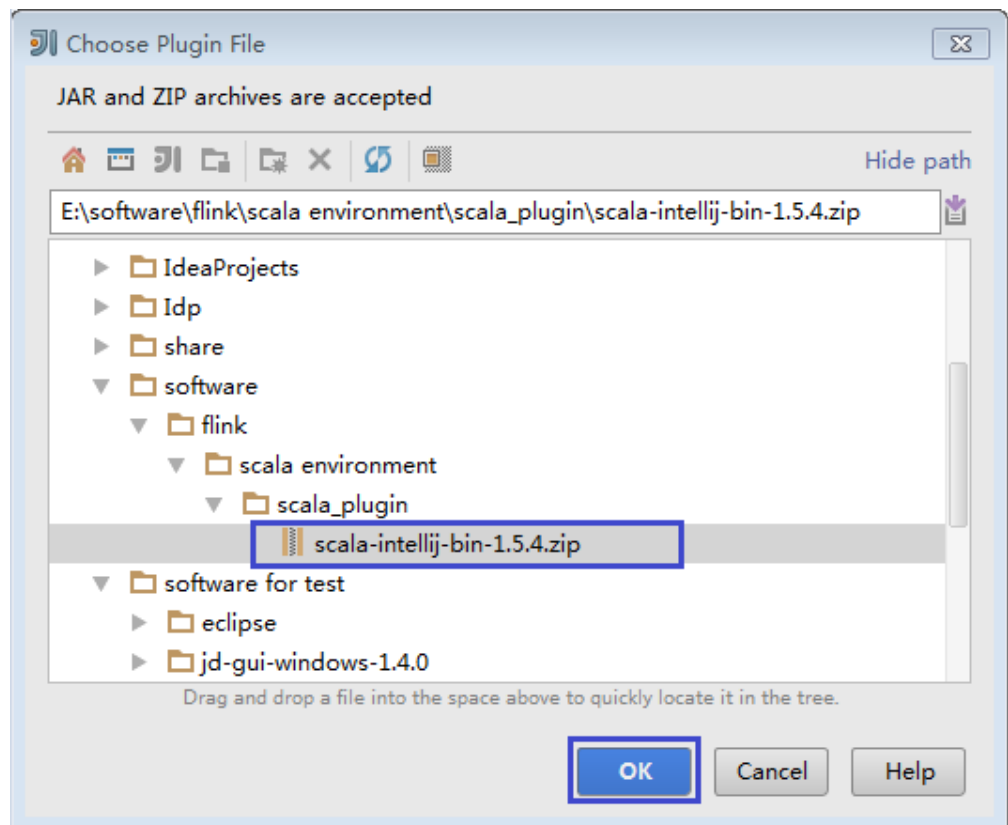 Choose Plugin File
JAR and ZIP archives are accepted
Hide path
E:\software\flink\scala environment\scala_plugin\scala-intellij-bin-1.5.4.zip
IdeaProjects
Idp
share
software
flink
scala environment
scala_plugin
scala-intellij-bin-1.5.4.zip
software for test
eclipse
jd-gui-windows-1.4.0
Drag and drop a file into the space above to quickly locate it in the tree.
OK Cancel Help